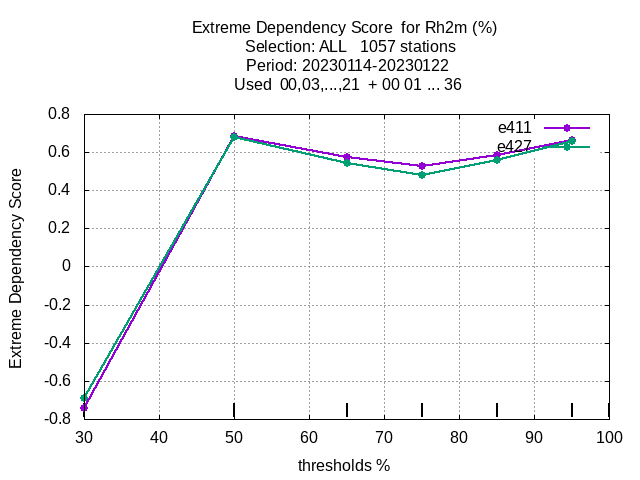 Extreme Dependency Score  for Rh2m (%)
Selection: ALL   1057 stations
Period: 20230114-20230122
Used  00,03,...,21  + 00 01 ... 36
e411
e427
Extreme Dependency Score
0.8
0.6
0.4
0.2
0
-0.2
-0.4
-0.6
-0.8
30 40 50 60 70 80 90 100
thresholds %